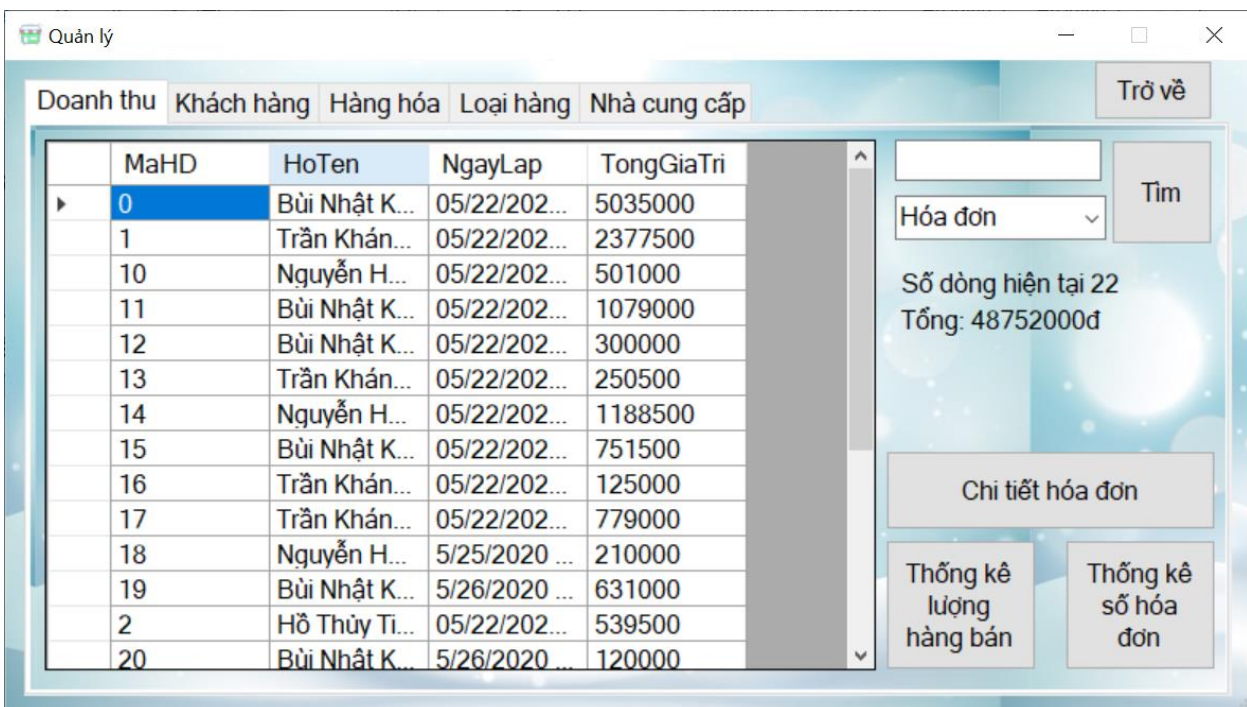 Quản lý
Trở về
Doanh thu Khách hàng Hàng hóa Loại hàng Nhà cung cấp
MaHD HoTen NgayLap TongGiaTri
0 Bùi Nhật K... 05/22/202... 5035000
1 Trần Khán... 05/22/202... 2377500
10 Nguyễn H... 05/22/202... 501000
11 Bùi Nhật K... 05/22/202... 1079000
12 Bùi Nhật K... 05/22/202... 300000
13 Trần Khán... 05/22/202... 250500
14 Nguyễn H... 05/22/202... 1188500
15 Bùi Nhật K... 05/22/202... 751500
16 Trần Khán... 05/22/202... 125000
17 Trần Khán... 05/22/202... 779000
18 Nguyễn H... 5/25/2020 ... 210000
19 Bùi Nhật K... 5/26/2020 ... 631000
2 Hồ Thủy Ti... 05/22/202... 539500
20 Bùi Nhật K... 5/26/2020 ... 120000
Tìm
Hóa đơn
Số dòng hiện tại 22
Tổng: 48752000đ
Chi tiết hóa đơn
Thống kê
lượng
hàng bán
Thống kê
số hóa
đơn